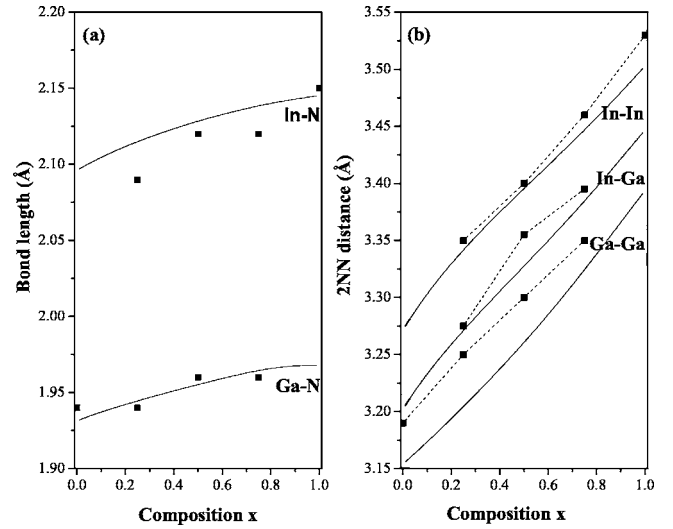 (a)
2.20
2.15
2.10
2.05
2.00
1.95
1.90
Bond length (Å)
In-N
Ga-N
0.0 0.2 0.4 0.6 0.8 1.0
Composition x
(b)
3.55
3.50
3.45
3.40
3.35
3.30
3.25
3.20
3.15
2NN distance (Å)
In-In
In-Ga
Ga-Ga
0.0 0.2 0.4 0.6 0.8 1.0
Composition x